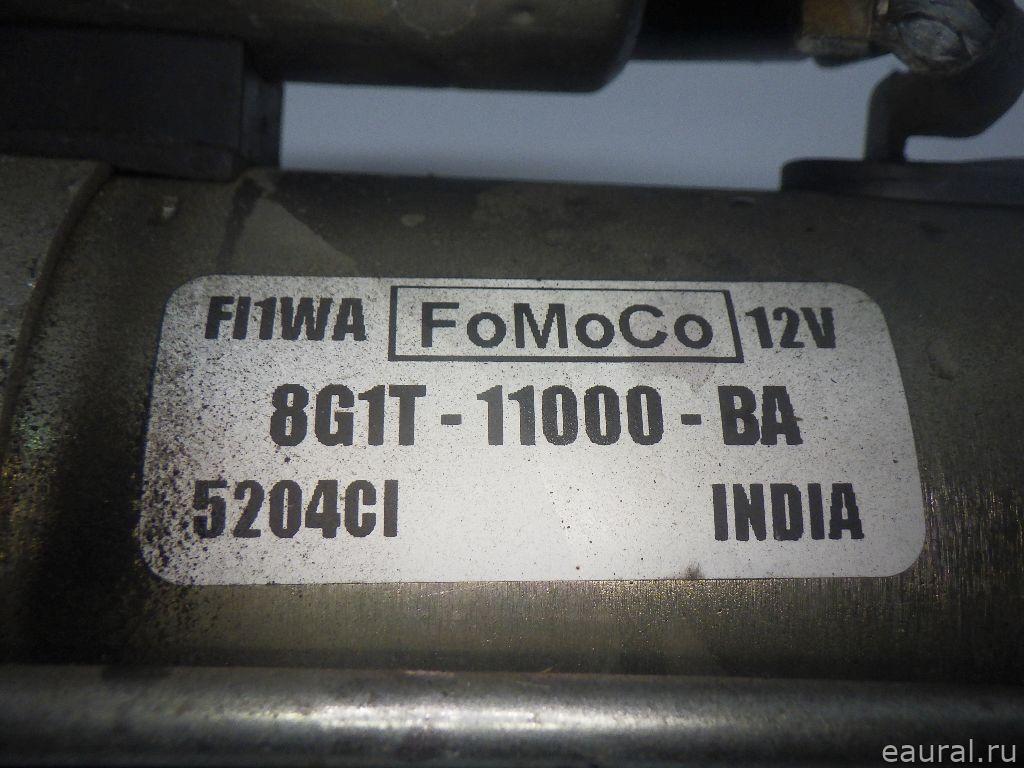 FI1WA FoMoCo 12V
8G1T - 11000 - BA
5204CI INDIA
eaural.ru